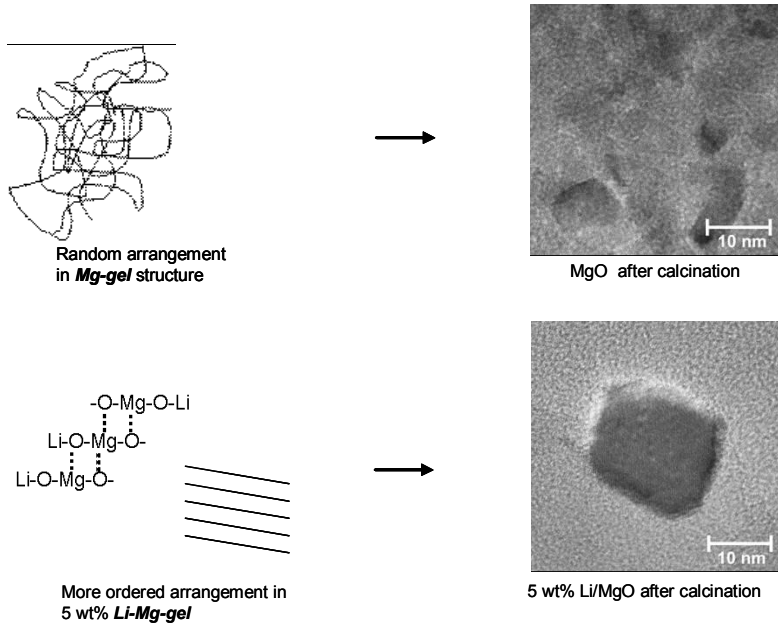 10 nm
Random arrangement
in Mg-gel structure
MgO after calcination
-O-Mg-O-Li
Li-O-Mg-O-
Li-O-Mg-O-
10 nm
More ordered arrangement in
5 wt% Li-Mg-gel
5 wt% Li/MgO after calcination